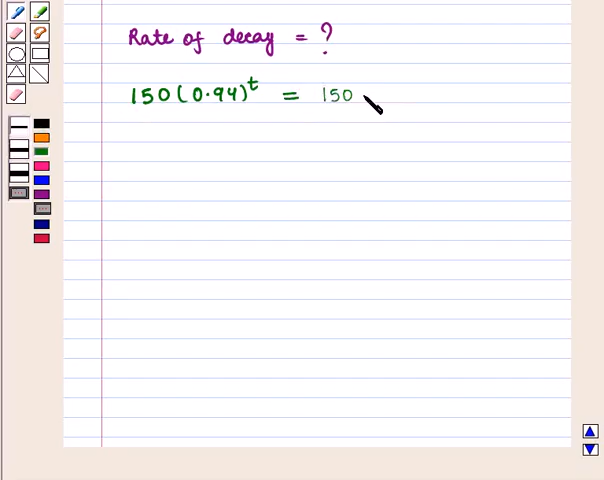 Rate of decay = ?
150(0.94)^t = 150